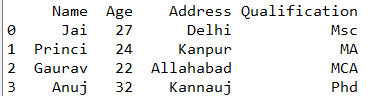 Name Age Address Qualification
0 Jai 27 Delhi Msc
1 Princi 24 Kanpur MA
2 Gaurav 22 Allahabad MCA
3 Anuj 32 Kannauj Phd